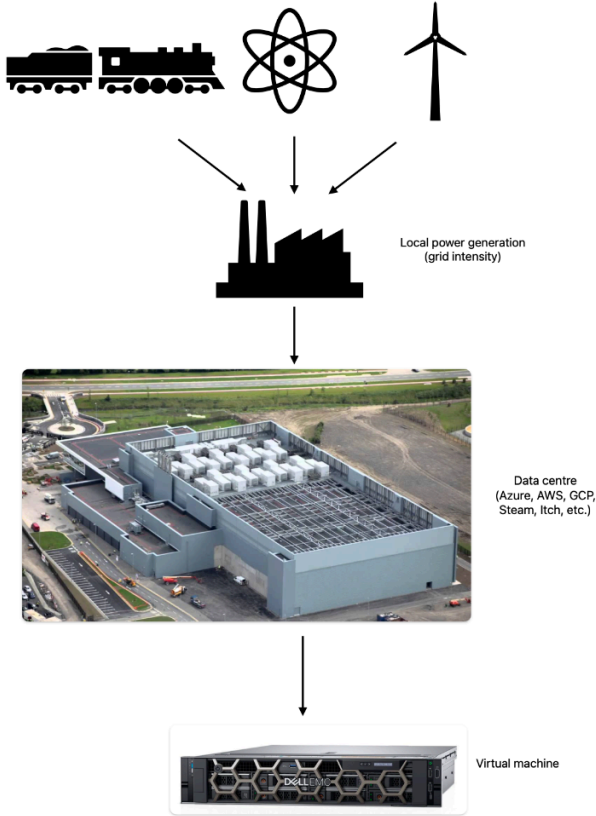 Local power generation
(grid intensity)
Data centre
(Azure, AWS, GCP,
Steam, Itch, etc.)
DELLEMC
Virtual machine